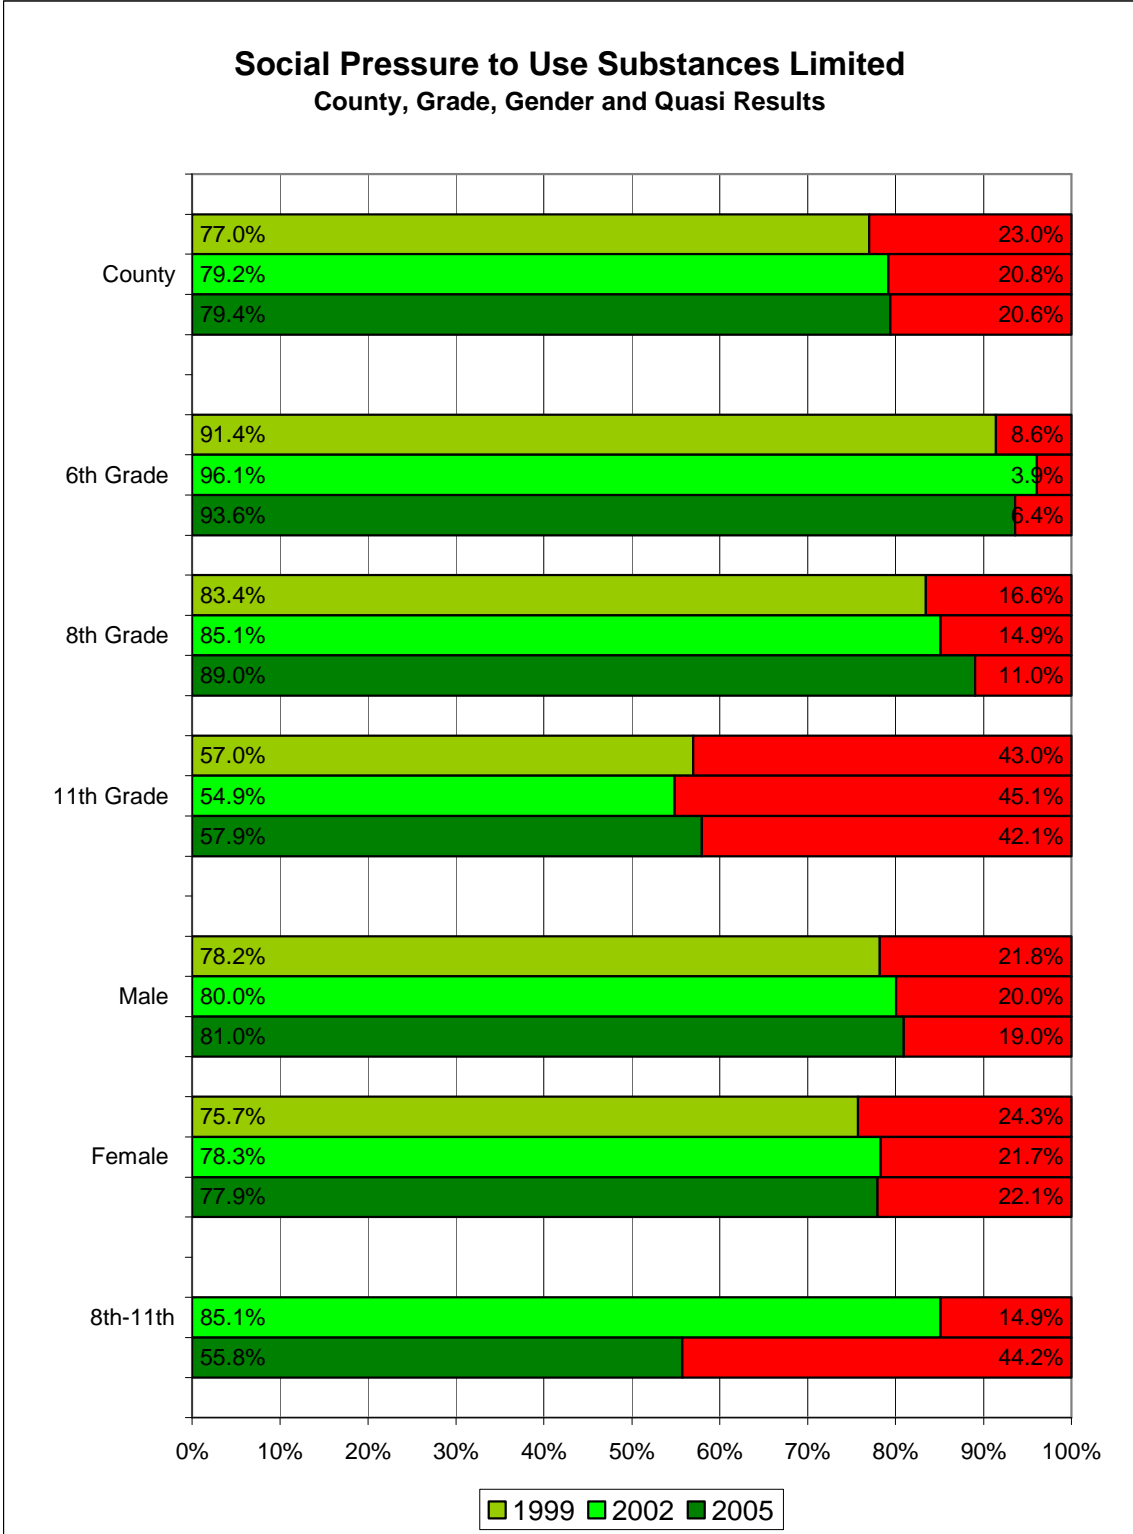 Social Pressure to Use Substances Limited
County, Grade, Gender and Quasi Results
77.0% 23.0%
County 79.2% 20.8%
79.4% 20.6%
91.4% 8.6%
6th Grade 96.1% 3.9%
93.6% 6.4%
83.4% 16.6%
8th Grade 85.1% 14.9%
89.0% 11.0%
57.0% 43.0%
11th Grade 54.9% 45.1%
57.9% 42.1%
78.2% 21.8%
Male 80.0% 20.0%
81.0% 19.0%
75.7% 24.3%
Female 78.3% 21.7%
77.9% 22.1%
8th-11th 85.1% 14.9%
55.8% 44.2%
0% 10% 20% 30% 40% 50% 60% 70% 80% 90% 100%
1999 2002 2005